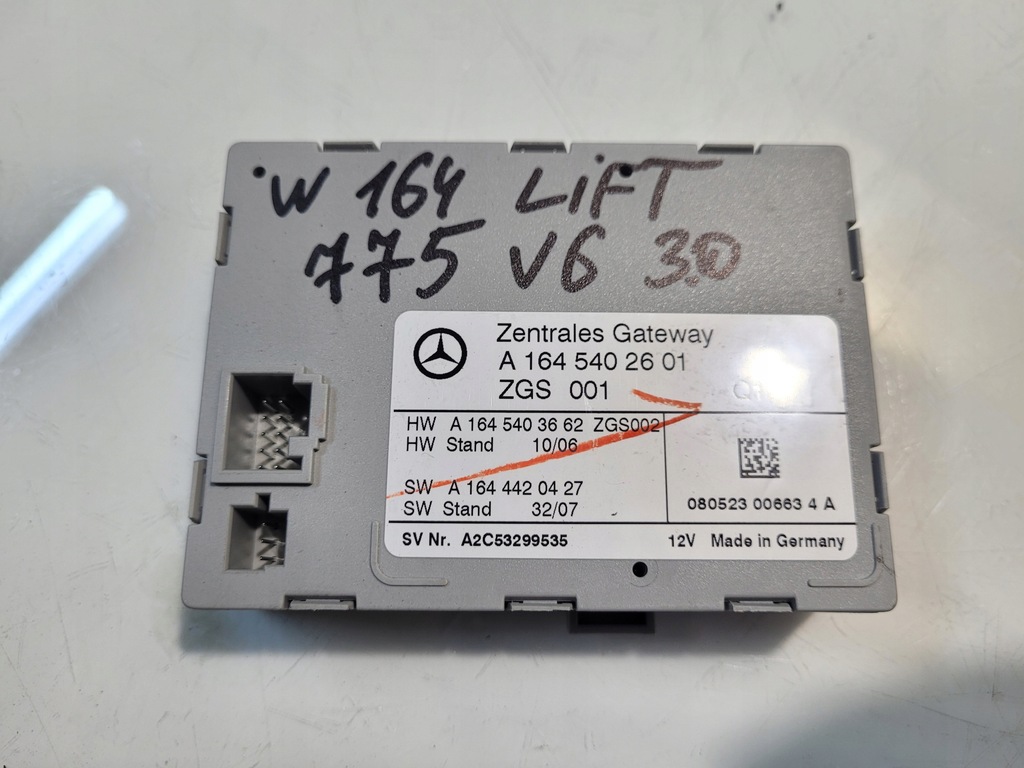 W 164 LIFT
775 V6 3.0
Zentrales Gateway
A 164 540 26 01
ZGS 001
HW A 164 540 36 62 ZGS002
HW Stand 10/06
SW A 164 442 04 27
SW Stand 32/07
080523 00663 4 A
SV Nr. A2C53299535 12V Made in Germany